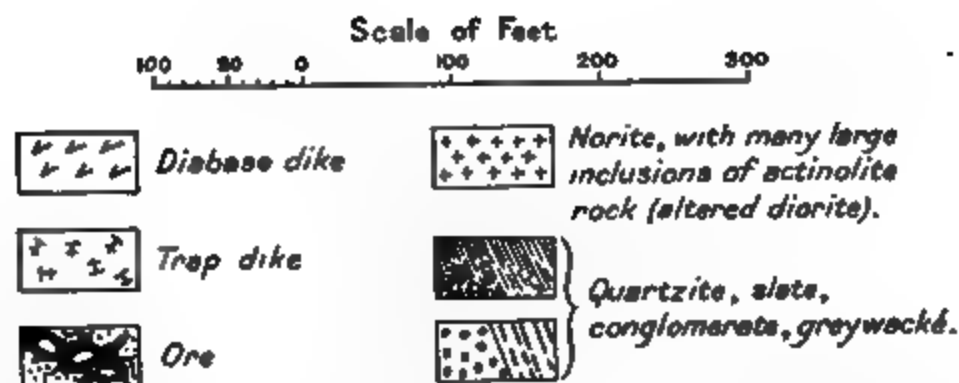 Scale of Feet
100 50 0 100 200 300
Diabase dike
Norite, with many large
inclusions of actinolite
rock (altered diorite).
Trap dike
Quartzite, slate,
conglomerate, greywacké.
Ore